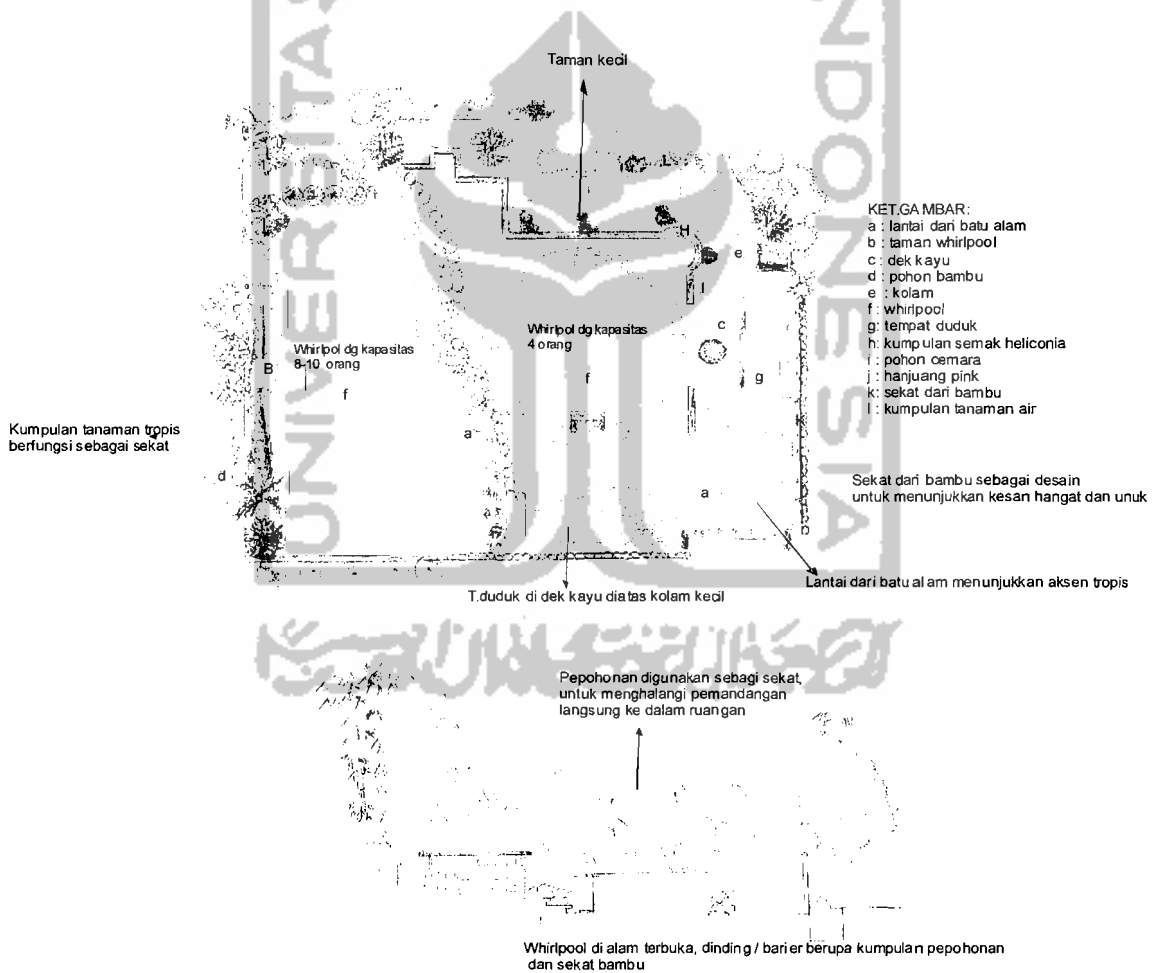 UNIVERSITAS
INDONESIA
Taman kecil
KET.GAMBAR:
a : lantai dari batu alam
b : taman whirlpool
c : dek kayu
d : pohon bambu
e : kolam
f : whirlpool
g: tempat duduk
h: kumpulan semak heliconia
i : pohon cemara
j : hanjuang pink
k: sekat dari bambu
l : kumpulan tanaman air
H
e
I
c
g
Whirlpol dg kapasitas
4 orang
f
Whirlpol dg kapasitas
8-10 orang
B
f
a
a
d
Kumpulan tanaman tropis
berfungsi sebagai sekat
Sekat dari bambu sebagai desain
untuk menunjukkan kesan hangat dan unuk
Lantai dari batu alam menunjukkan aksen tropis
T.duduk di dek kayu diatas kolam kecil
Pepohonan digunakan sebagi sekat,
untuk menghalangi pemandangan
langsung ke dalam ruangan
Whirlpool di alam terbuka, dinding / barier berupa kumpulan pepohonan
dan sekat bambu